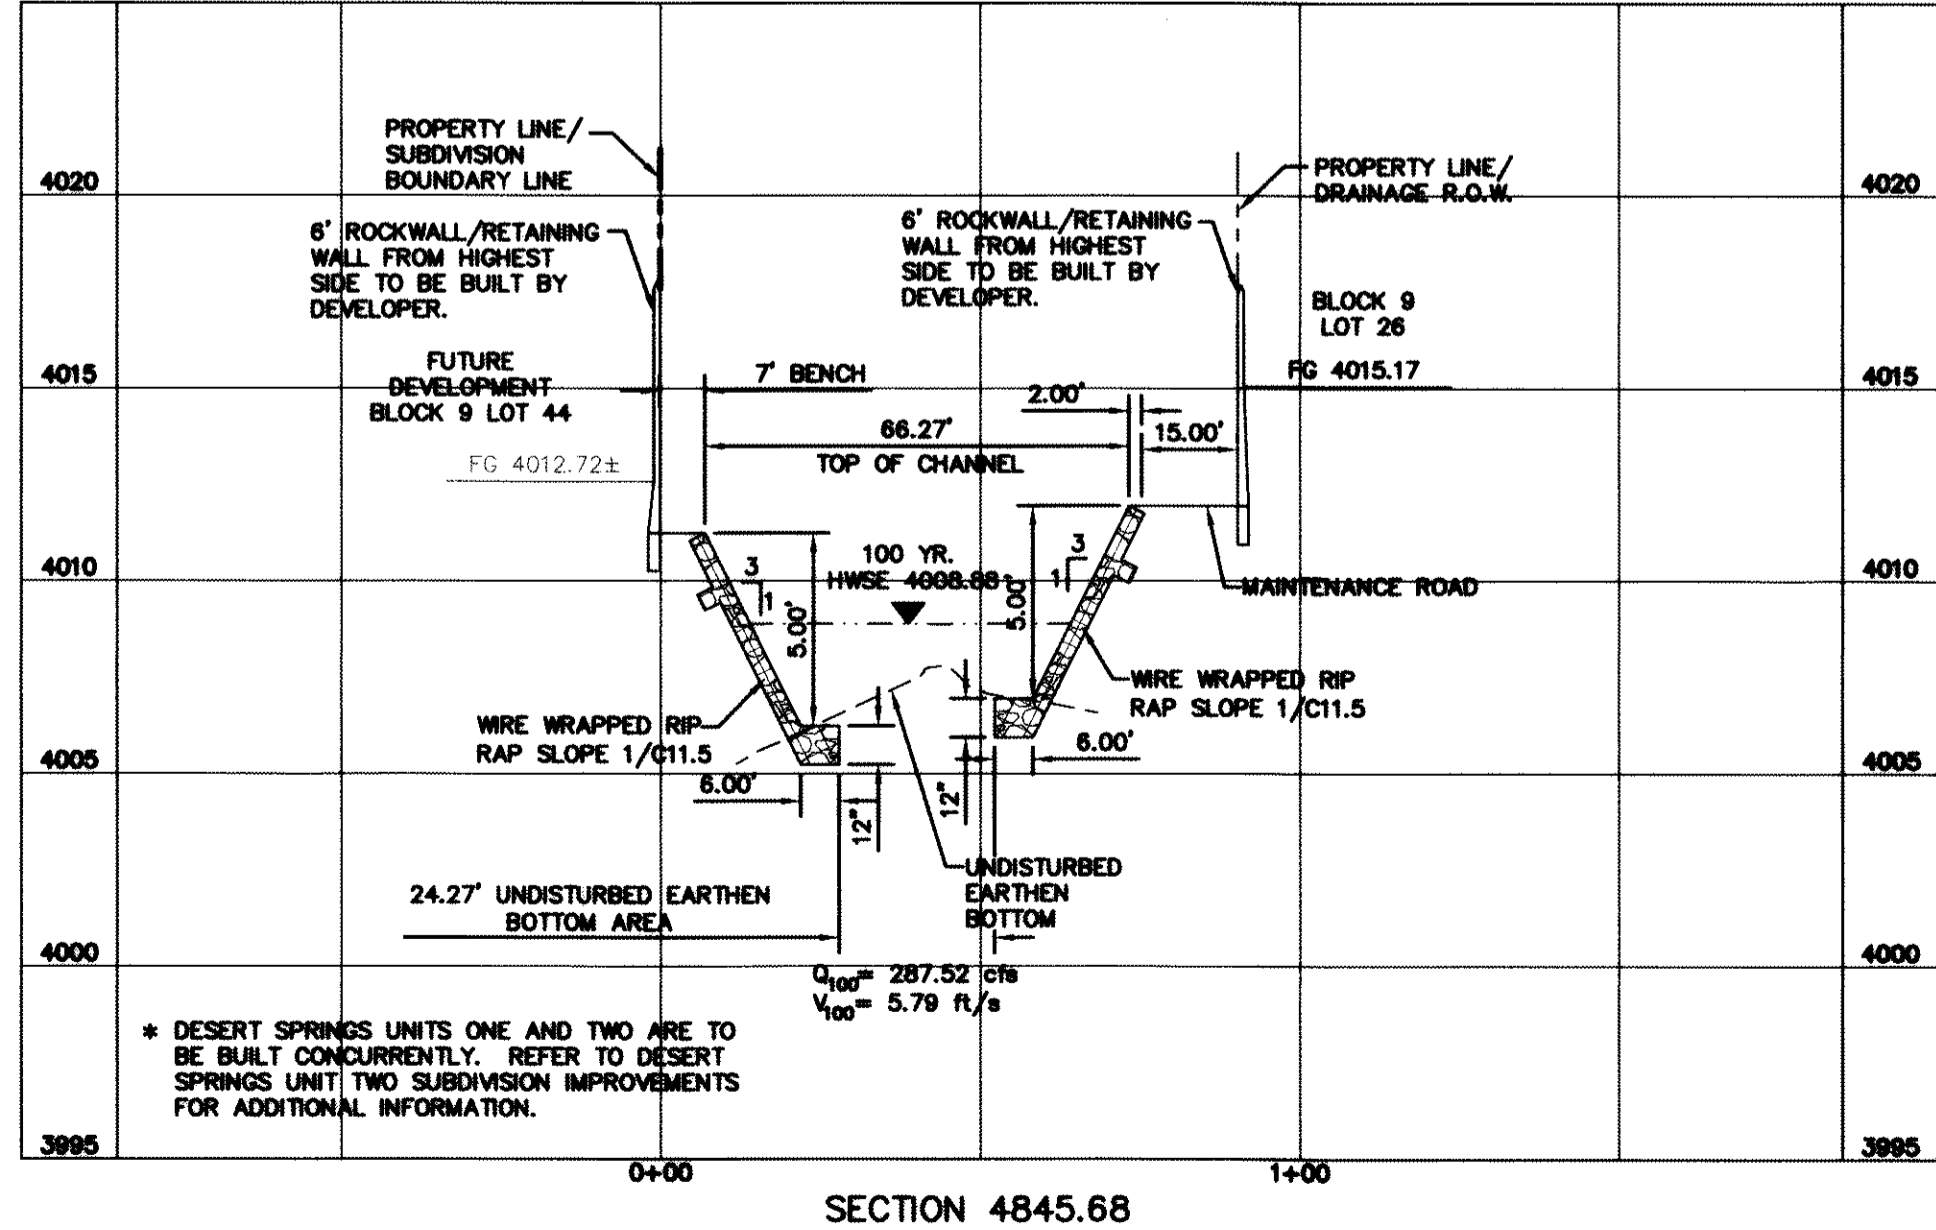 PROPERTY LINE/
SUBDIVISION
BOUNDARY LINE
PROPERTY LINE/
DRAINAGE R.O.W.
4020
4020
6' ROCKWALL/RETAINING
WALL FROM HIGHEST
SIDE TO BE BUILT BY
DEVELOPER.
6' ROCKWALL/RETAINING
WALL FROM HIGHEST
SIDE TO BE BUILT BY
DEVELOPER.
BLOCK 9
LOT 26
FUTURE
DEVELOPMENT
BLOCK 9 LOT 44
7' BENCH
FG 4015.17
4015
4015
2.00'
66.27'
TOP OF CHANNEL
15.00'
FG 4012.72±
100 YR.
HWSE 4008.88
3
1
5.00'
5.00'
3
1
4010
4010
MAINTENANCE ROAD
WIRE WRAPPED RIP
RAP SLOPE 1/C11.5
WIRE WRAPPED RIP
RAP SLOPE 1/C11.5
6.00'
4005
4005
6.00'
12"
12"
UNDISTURBED
EARTHEN
BOTTOM
24.27' UNDISTURBED EARTHEN
BOTTOM AREA
4000
4000
Q100= 287.52 cfs
V100= 5.79 ft/s
* DESERT SPRINGS UNITS ONE AND TWO ARE TO
BE BUILT CONCURRENTLY. REFER TO DESERT
SPRINGS UNIT TWO SUBDIVISION IMPROVEMENTS
FOR ADDITIONAL INFORMATION.
3995
3995
0+00
1+00
SECTION 4845.68